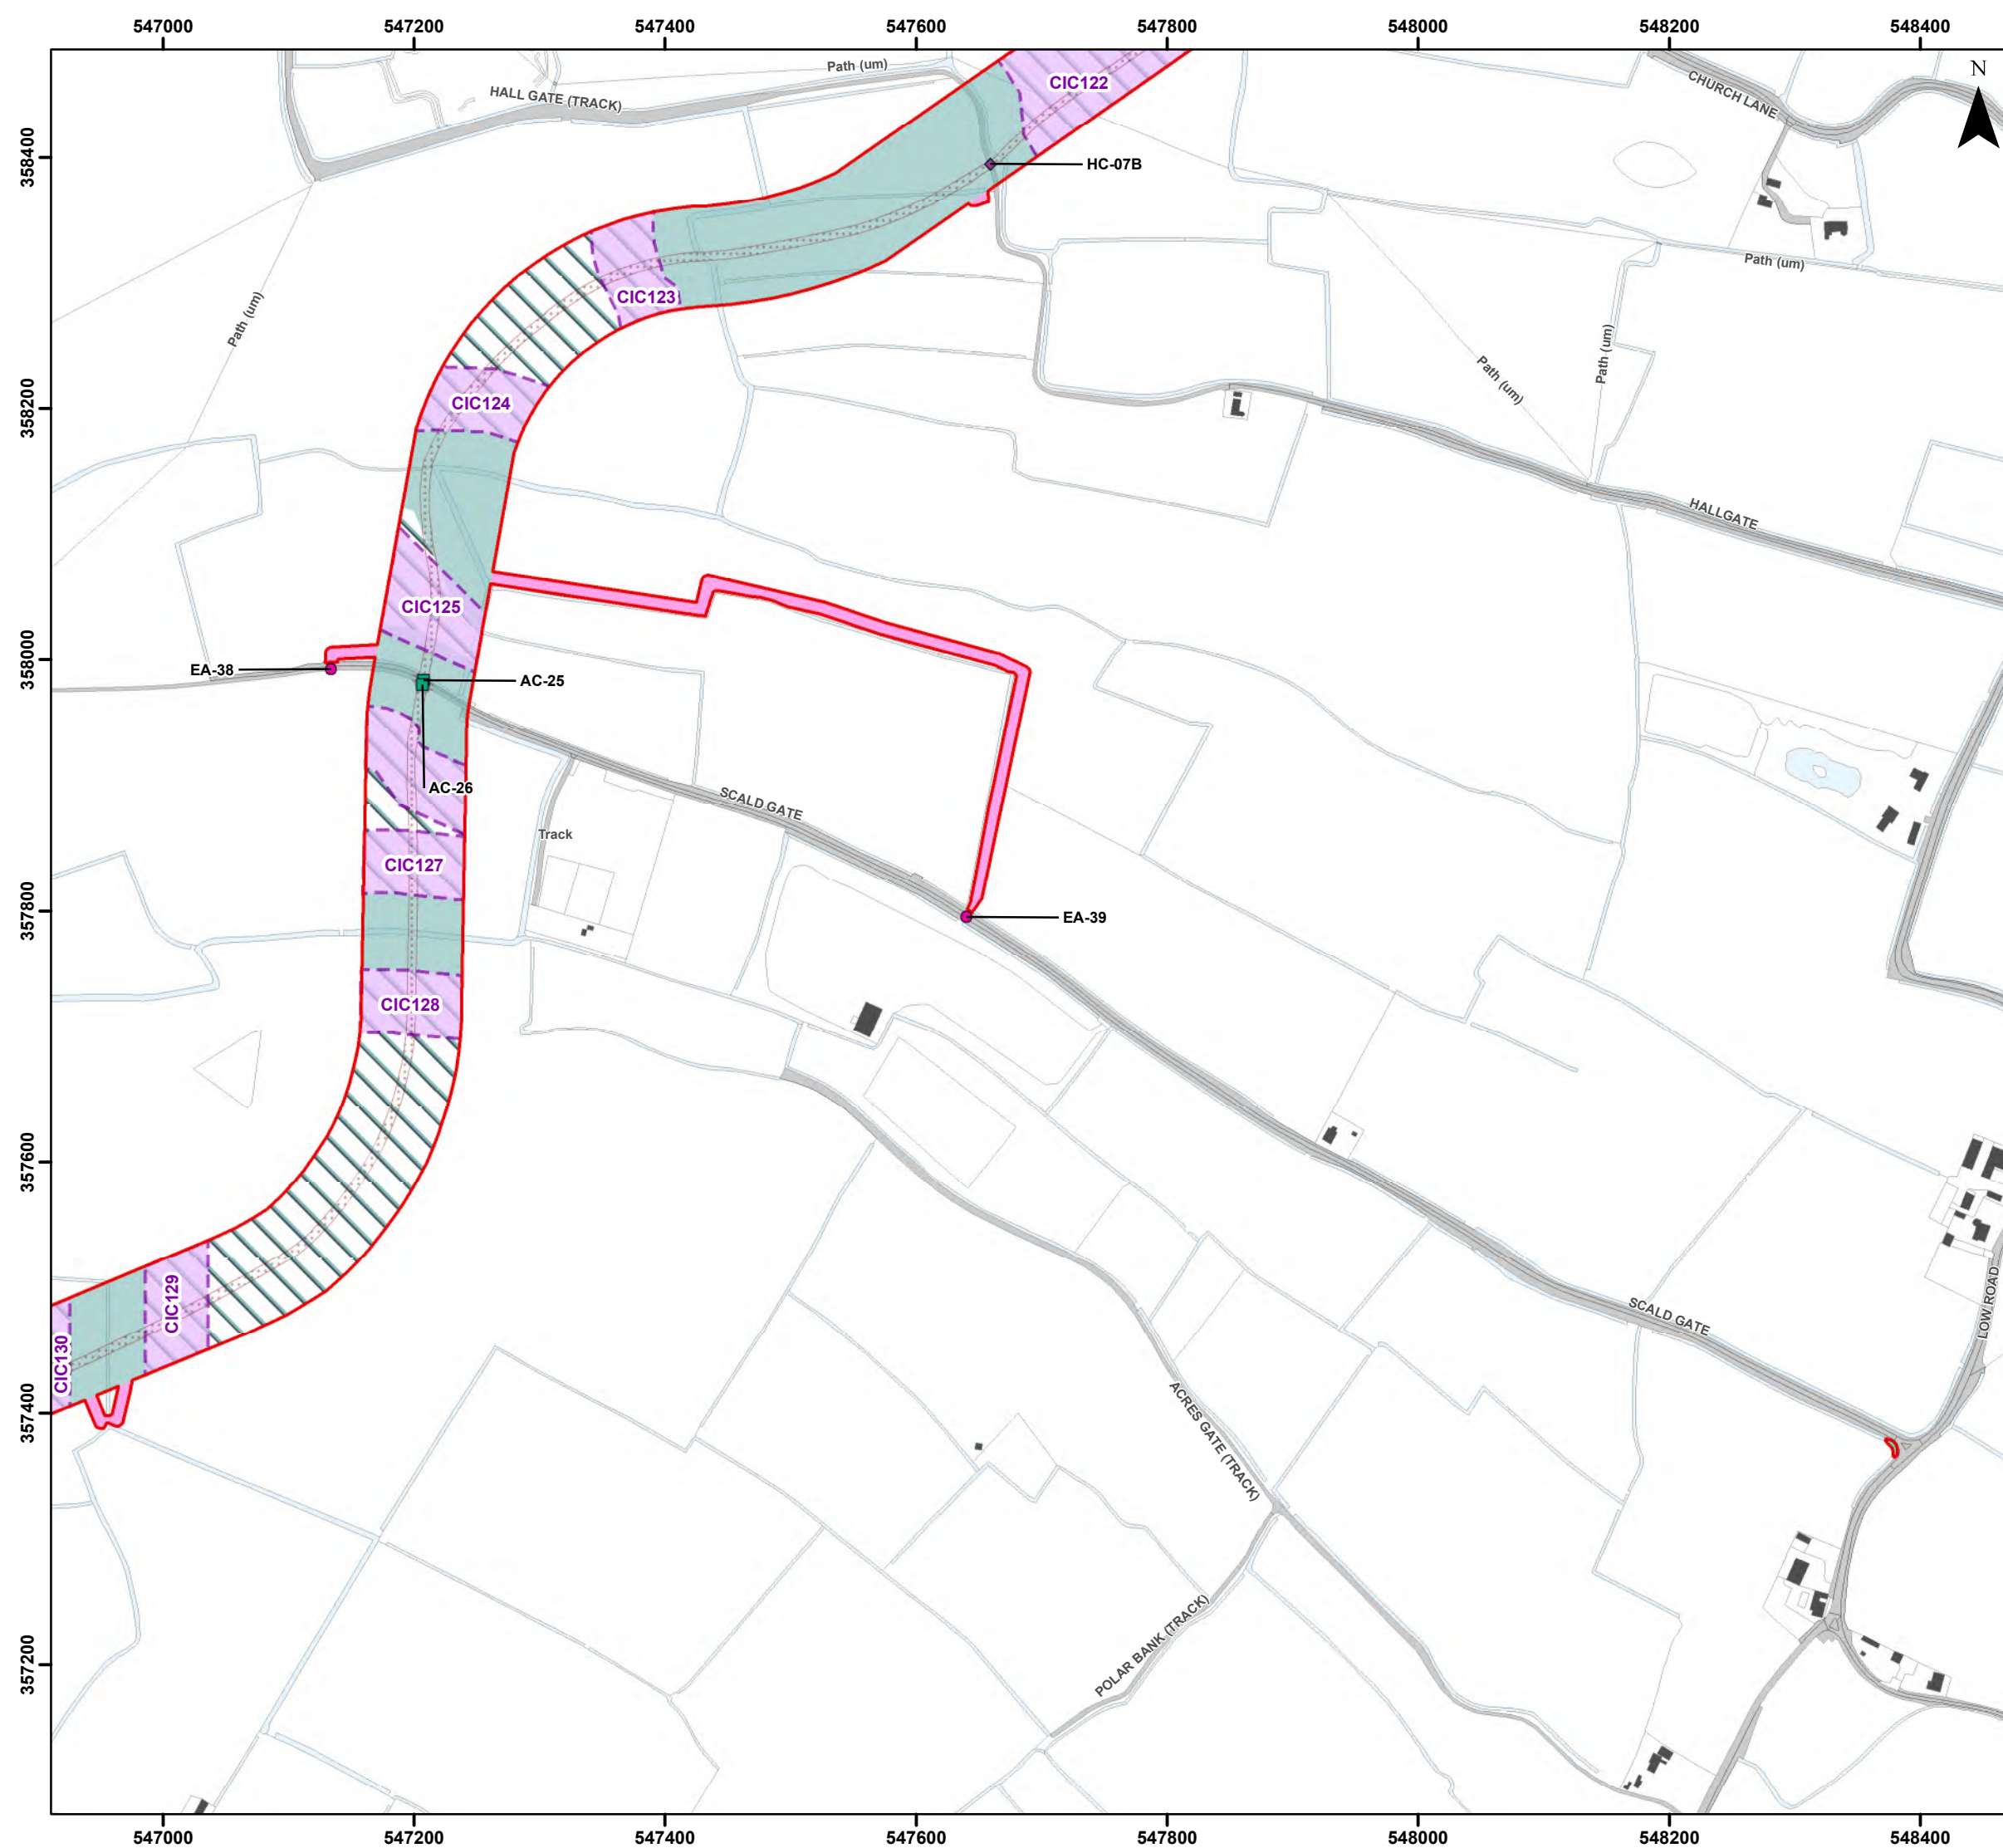 547000 547200 547400 547600 547800 548000 548200 548400
N
Path (um)
CIC122
CHURCH LANE
HALL GATE (TRACK)
358400
HC-07B
Path (um)
CIC123
Path (um)
Path (um)
Path (um)
358200
CIC124
HALLGATE
CIC125
358000
EA-38
AC-25
AC-26
SCALD GATE
Track
CIC127
357800
EA-39
CIC128
357600
CIC129
CIC130
SCALD GATE
LOW ROAD
357400
ACRES GATE (TRACK)
POLAR BANK (TRACK)
357200
547000 547200 547400 547600 547800 548000 548200 548400